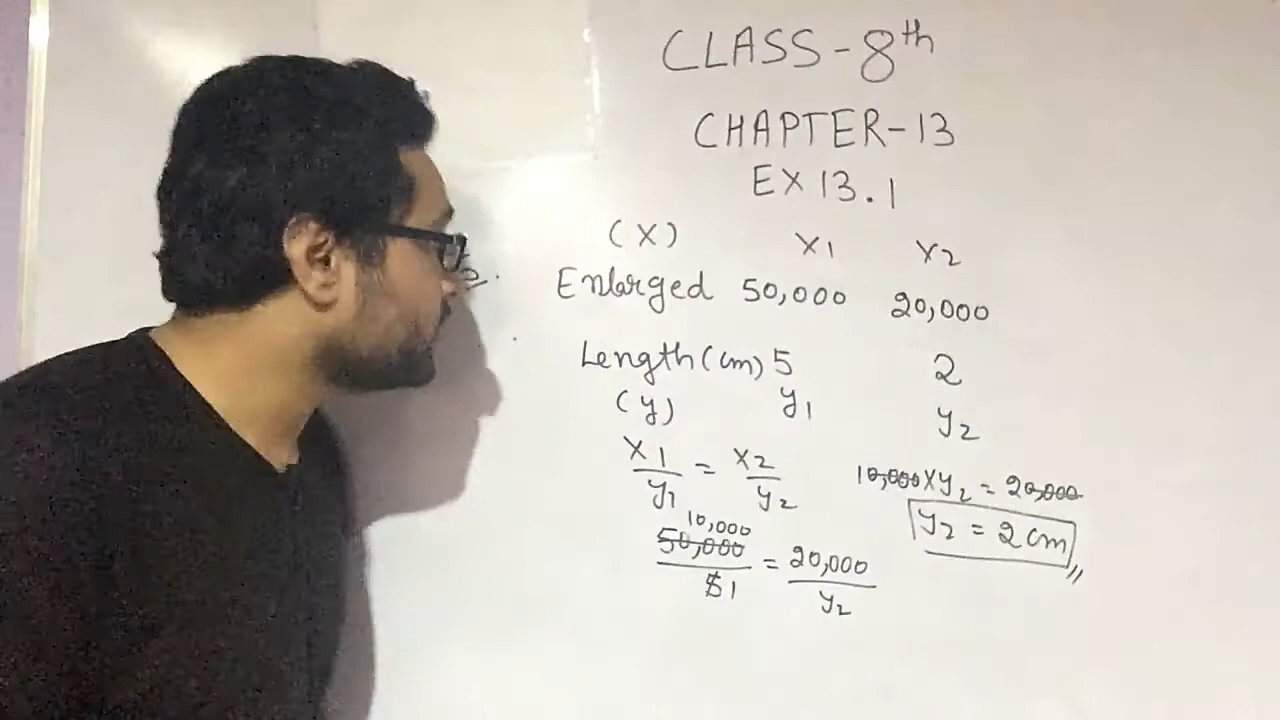 CLASS-8th
CHAPTER-13
EX 13.1
(X) X1 X2
Enlarged 50,000 20,000
Length (cm) 5 2
(y) y1 y2
X1/y1 = X2/y2
10,000
50,000/5 1 = 20,000/y2
10,000 X y2 = 20,000
y2 = 2 cm